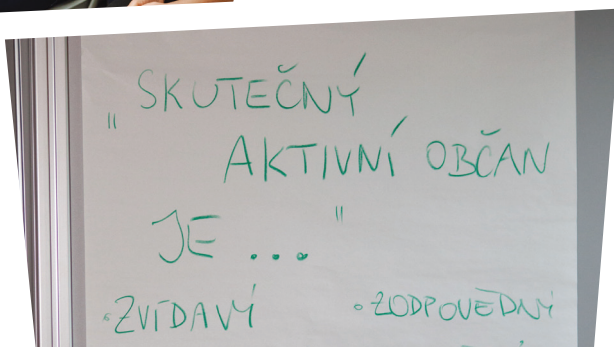 "SKUTEČNÝ
AKTIVNÍ OBČAN
JE ..."
• ZVÍDAVÝ
• ZODPOVĚDNÝ